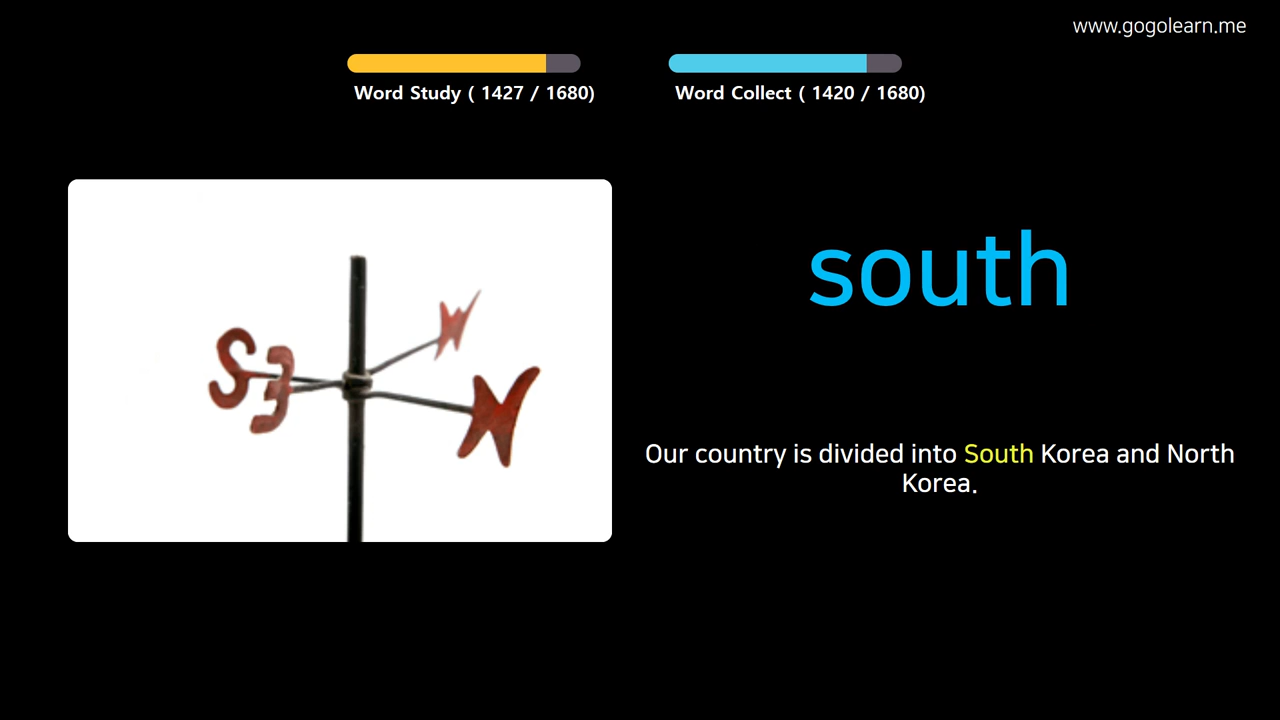 www.gogolearn.me
Word Study ( 1427 / 1680)
Word Collect ( 1420 / 1680)
south
S
E
N
Our country is divided into South Korea and North
Korea.